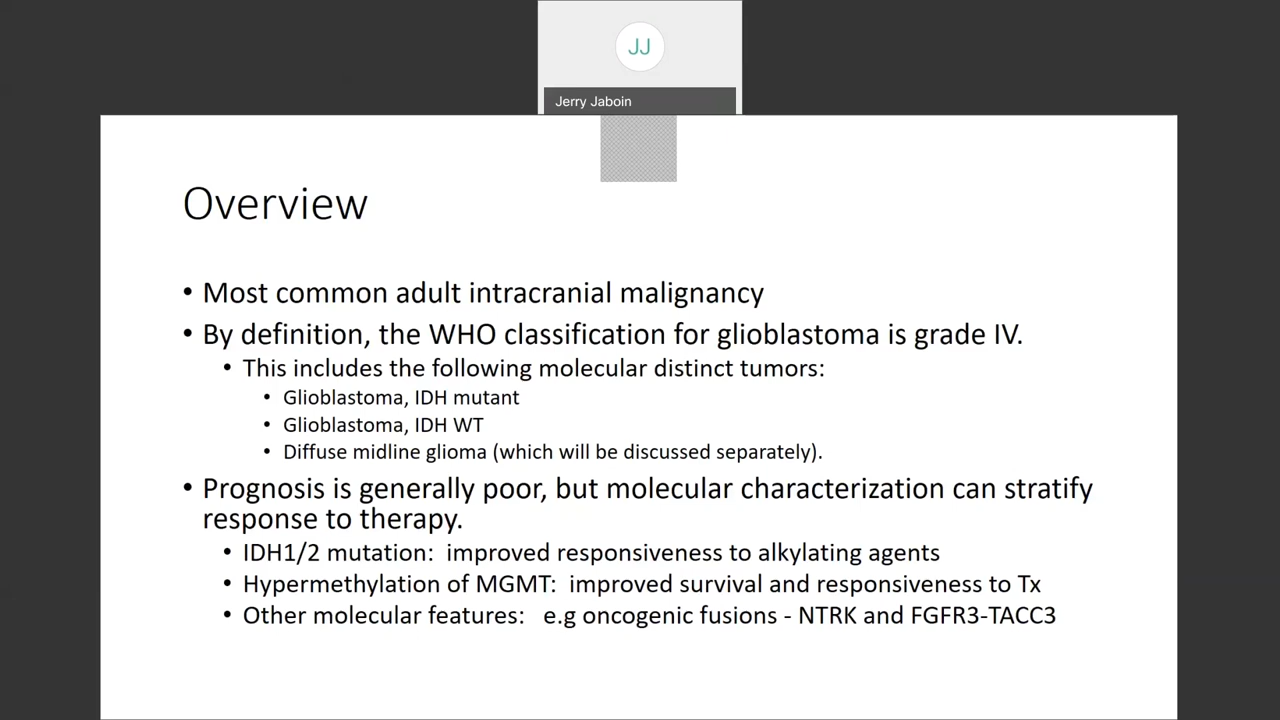 JJ
Jerry Jaboin
Overview
• Most common adult intracranial malignancy
• By definition, the WHO classification for glioblastoma is grade IV.
• This includes the following molecular distinct tumors:
• Glioblastoma, IDH mutant
• Glioblastoma, IDH WT
• Diffuse midline glioma (which will be discussed separately).
• Prognosis is generally poor, but molecular characterization can stratify
response to therapy.
• IDH1/2 mutation: improved responsiveness to alkylating agents
• Hypermethylation of MGMT: improved survival and responsiveness to Tx
• Other molecular features: e.g oncogenic fusions - NTRK and FGFR3-TACC3